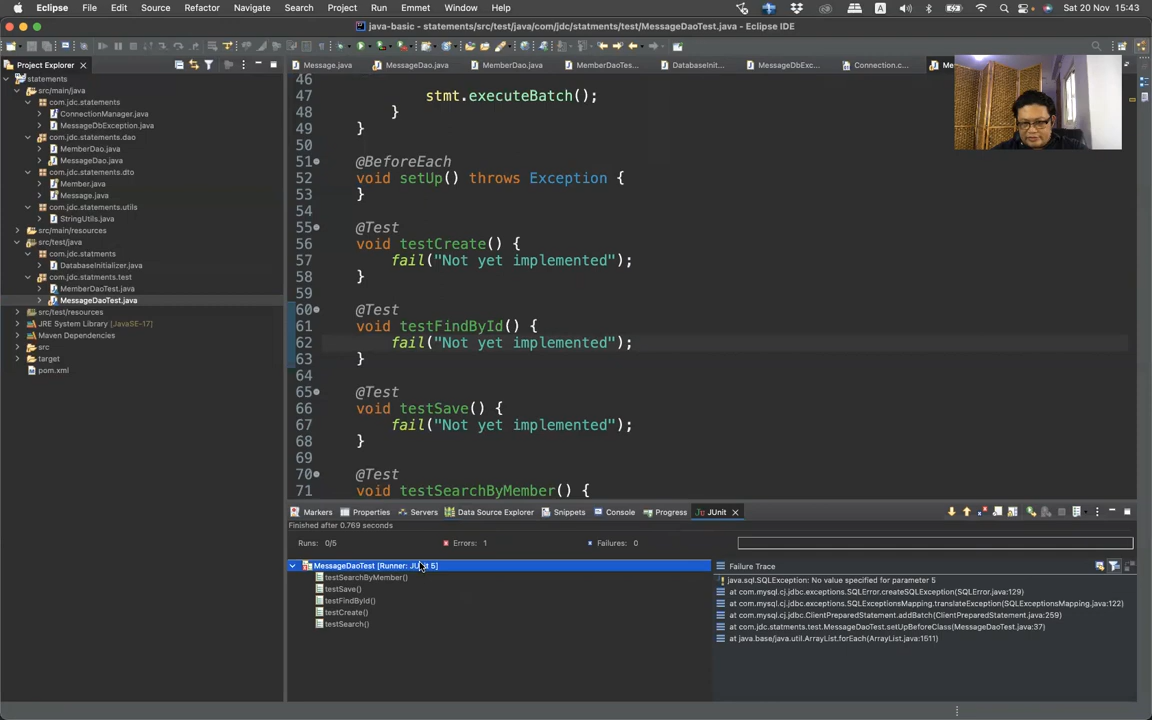 Eclipse File Edit Source Refactor Navigate Search Project Run Emmet Window Help A Sat 20 Nov 15:43
java-basic - statements/src/test/java/com/jdc/statments/test/MessageDaoTest.java - Eclipse IDE
Project Explorer
statements
src/main/java
com.jdc.statements
ConnectionManager.java
MessageDbException.java
com.jdc.statements.dao
MemberDao.java
MessageDao.java
com.jdc.statements.dto
Member.java
Message.java
com.jdc.statements.utils
StringUtils.java
src/main/resources
src/test/java
com.jdc.statments
DatabaseInitializer.java
com.jdc.statments.test
MemberDaoTest.java
MessageDaoTest.java
src/test/resources
JRE System Library [JavaSE-17]
Maven Dependencies
src
target
pom.xml
Message.java MessageDao.java MemberDao.java MemberDaoTes... DatabaseInit... MessageDbExc... Connection.c... Me
46
47 stmt.executeBatch();
48 }
49 }
50
51 @BeforeEach
52 void setUp() throws Exception {
53 }
54
55 @Test
56 void testCreate() {
57 fail("Not yet implemented");
58 }
59
60 @Test
61 void testFindById() {
62 fail("Not yet implemented");
63 }
64
65 @Test
66 void testSave() {
67 fail("Not yet implemented");
68 }
69
70 @Test
71 void testSearchByMember() {
Markers Properties Servers Data Source Explorer Snippets Console Progress JUnit
Finished after 0.769 seconds
Runs: 0/5 Errors: 1 Failures: 0
MessageDaoTest [Runner: JUnit 5]
testSearchByMember()
testSave()
testFindById()
testCreate()
testSearch()
Failure Trace
java.sql.SQLException: No value specified for parameter 5
at com.mysql.cj.jdbc.exceptions.SQLError.createSQLException(SQLError.java:129)
at com.mysql.cj.jdbc.exceptions.SQLExceptionsMapping.translateException(SQLExceptionsMapping.java:122)
at com.mysql.cj.jdbc.ClientPreparedStatement.addBatch(ClientPreparedStatement.java:259)
at com.jdc.statments.test.MessageDaoTest.setUpBeforeClass(MessageDaoTest.java:37)
at java.base/java.util.ArrayList.forEach(ArrayList.java:1511)